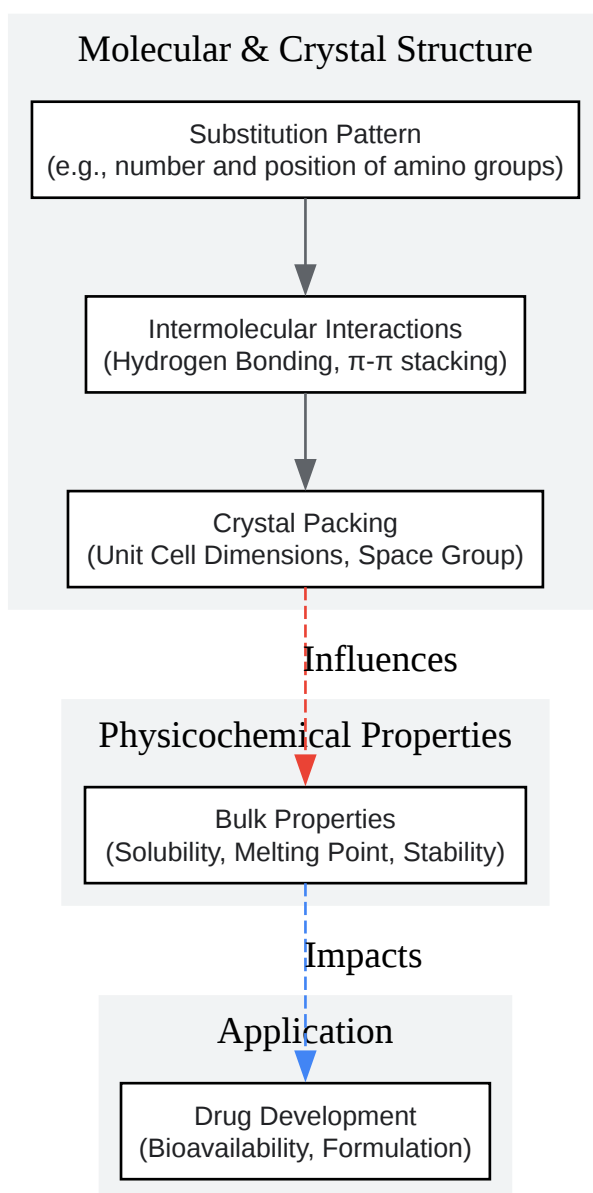 Molecular & Crystal Structure
Substitution Pattern
(e.g., number and position of amino groups)
Intermolecular Interactions
(Hydrogen Bonding, π-π stacking)
Crystal Packing
(Unit Cell Dimensions, Space Group)
Influences
Physicochemical Properties
Bulk Properties
(Solubility, Melting Point, Stability)
Impacts
Application
Drug Development
(Bioavailability, Formulation)